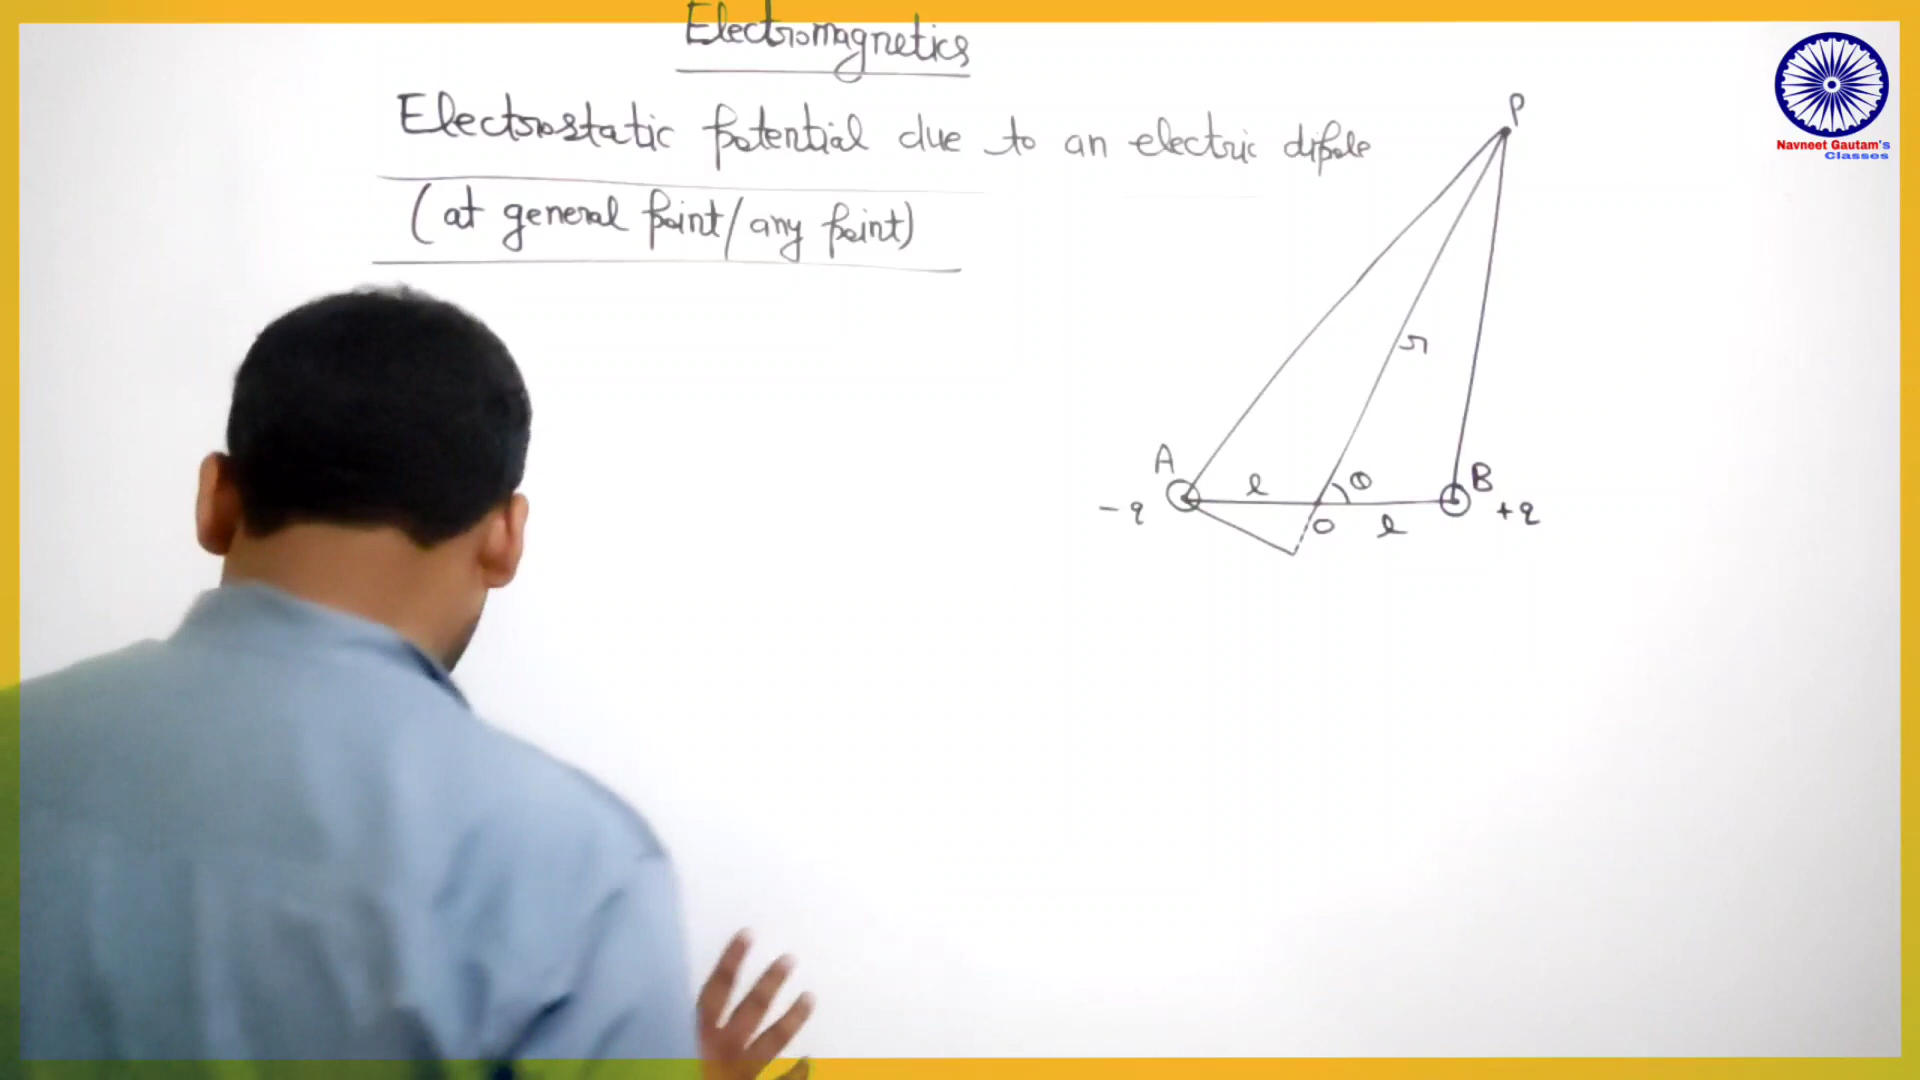 Electromagnetics
Electrostatic potential due to an electric dipole
(at general point/any point)
P
r
A
l
θ
B
-q
O
l
+q
Navneet Gautam's
Classes